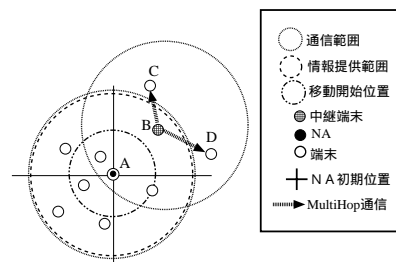 C
B
D
A
通信範囲
情報提供範囲
移動開始位置
中継端末
NA
端末
ＮＡ初期位置
MultiHop通信